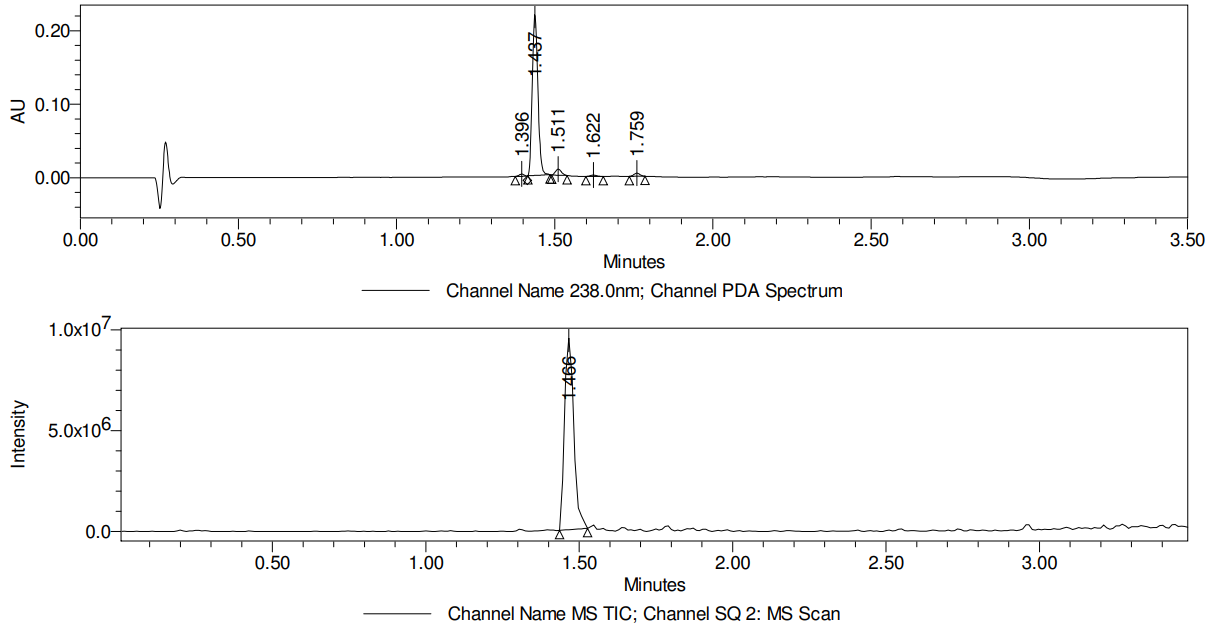 0.20
0.10
0.00
AU
1.396
1.437
1.511
1.622
1.759
0.00 0.50 1.00 1.50 2.00 2.50 3.00 3.50
Minutes
Channel Name 238.0nm; Channel PDA Spectrum
1.0x10⁷
5.0x10⁶
0.0
Intensity
1.466
0.50 1.00 1.50 2.00 2.50 3.00
Minutes
Channel Name MS TIC; Channel SQ 2: MS Scan